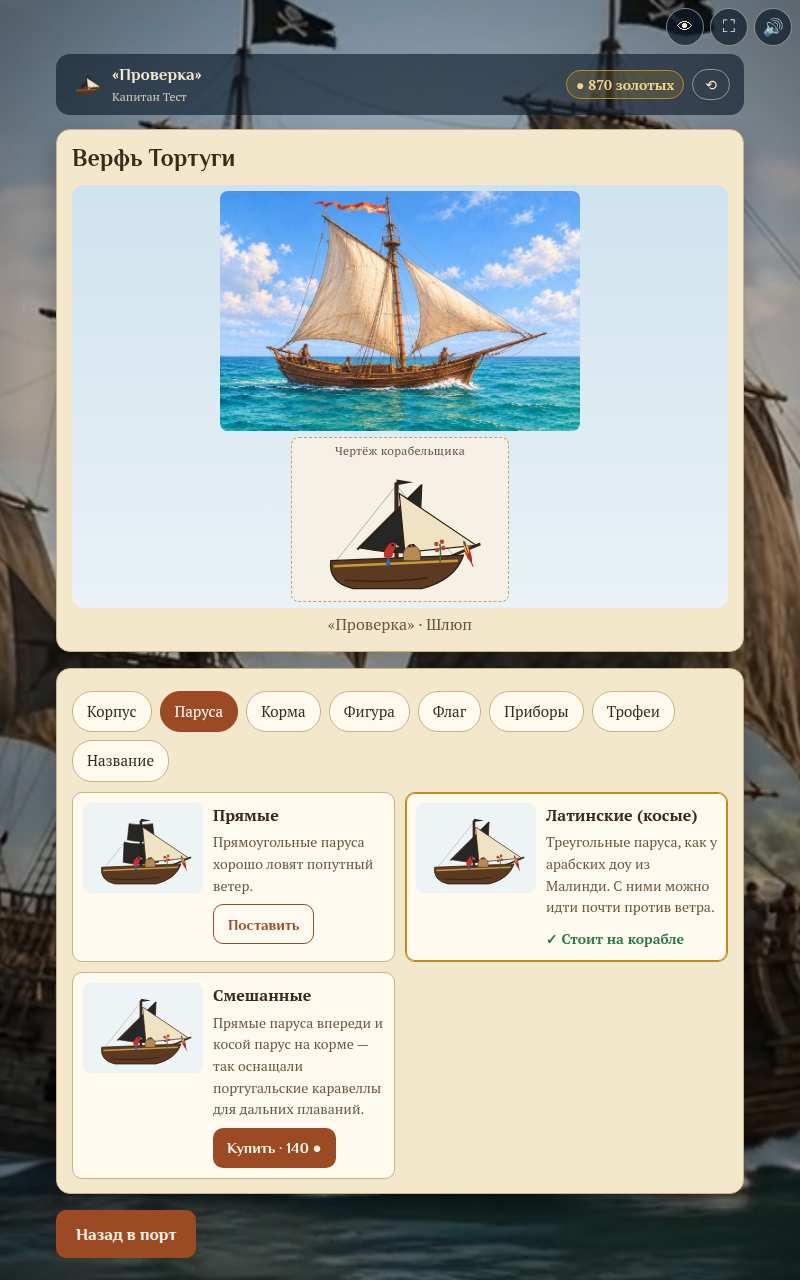 «Проверка»
Капитан Тест
● 870 золотых
Верфь Тортуги
Чертёж корабельщика
«Проверка» · Шлюп
Корпус
Паруса
Корма
Фигура
Флаг
Приборы
Трофеи
Название
Прямые
Прямоугольные паруса
хорошо ловят попутный
ветер.
Поставить
Латинские (косые)
Треугольные паруса, как у
арабских доу из
Малинди. С ними можно
идти почти против ветра.
✓ Стоит на корабле
Смешанные
Прямые паруса впереди и
косой парус на корме —
так оснащали
португальские каравеллы
для дальних плаваний.
Купить · 140 ●
Назад в порт